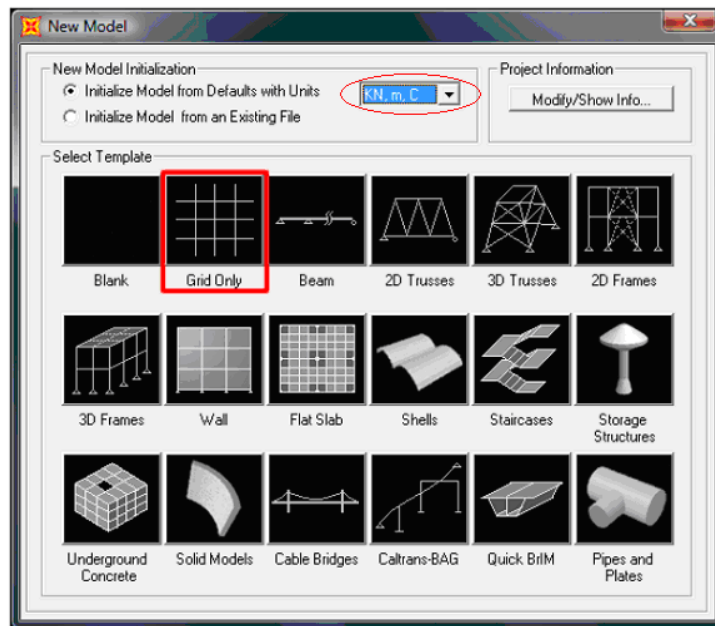 New Model
New Model Initialization
Initialize Model from Defaults with Units
KN, m, C
Initialize Model from an Existing File
Project Information
Modify/Show Info...
Select Template
Blank
Grid Only
Beam
2D Trusses
3D Trusses
2D Frames
3D Frames
Wall
Flat Slab
Shells
Staircases
Storage
Structures
Underground
Concrete
Solid Models
Cable Bridges
Caltrans-BAG
Quick BrIM
Pipes and
Plates